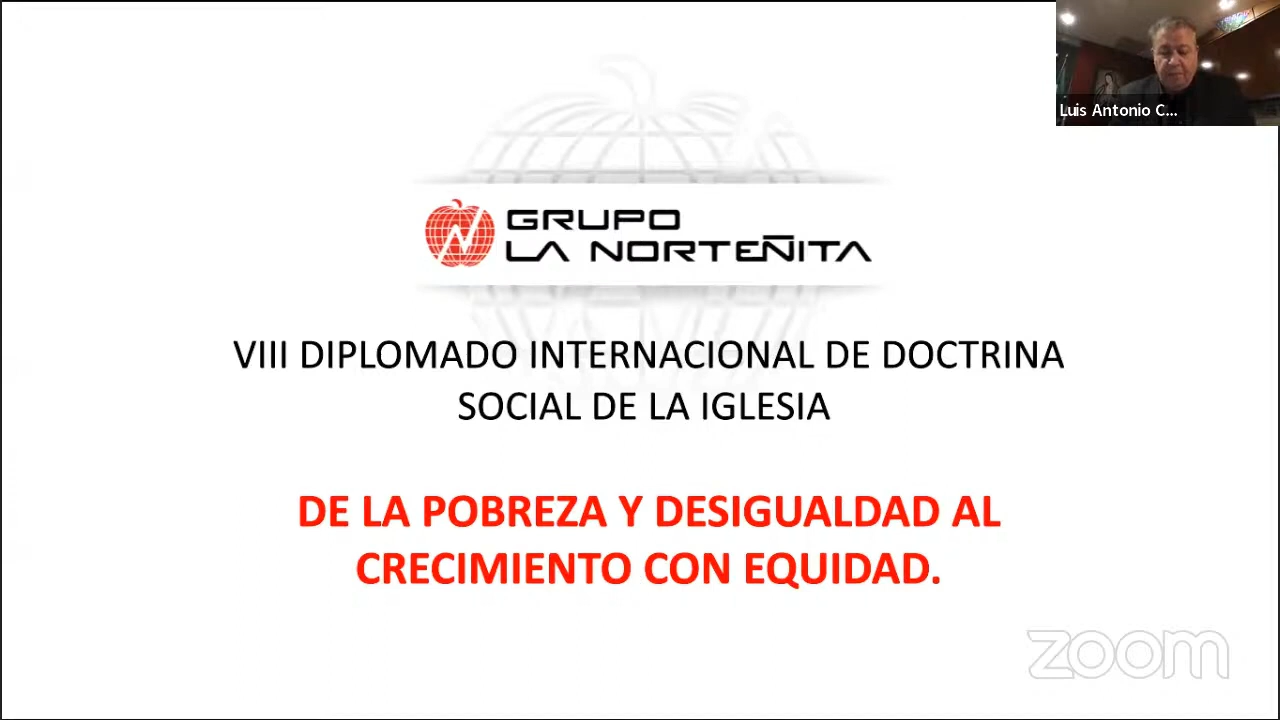 Luis Antonio C...
GRUPO
LA NORTEÑITA
VIII DIPLOMADO INTERNACIONAL DE DOCTRINA
SOCIAL DE LA IGLESIA
DE LA POBREZA Y DESIGUALDAD AL
CRECIMIENTO CON EQUIDAD.
zoom